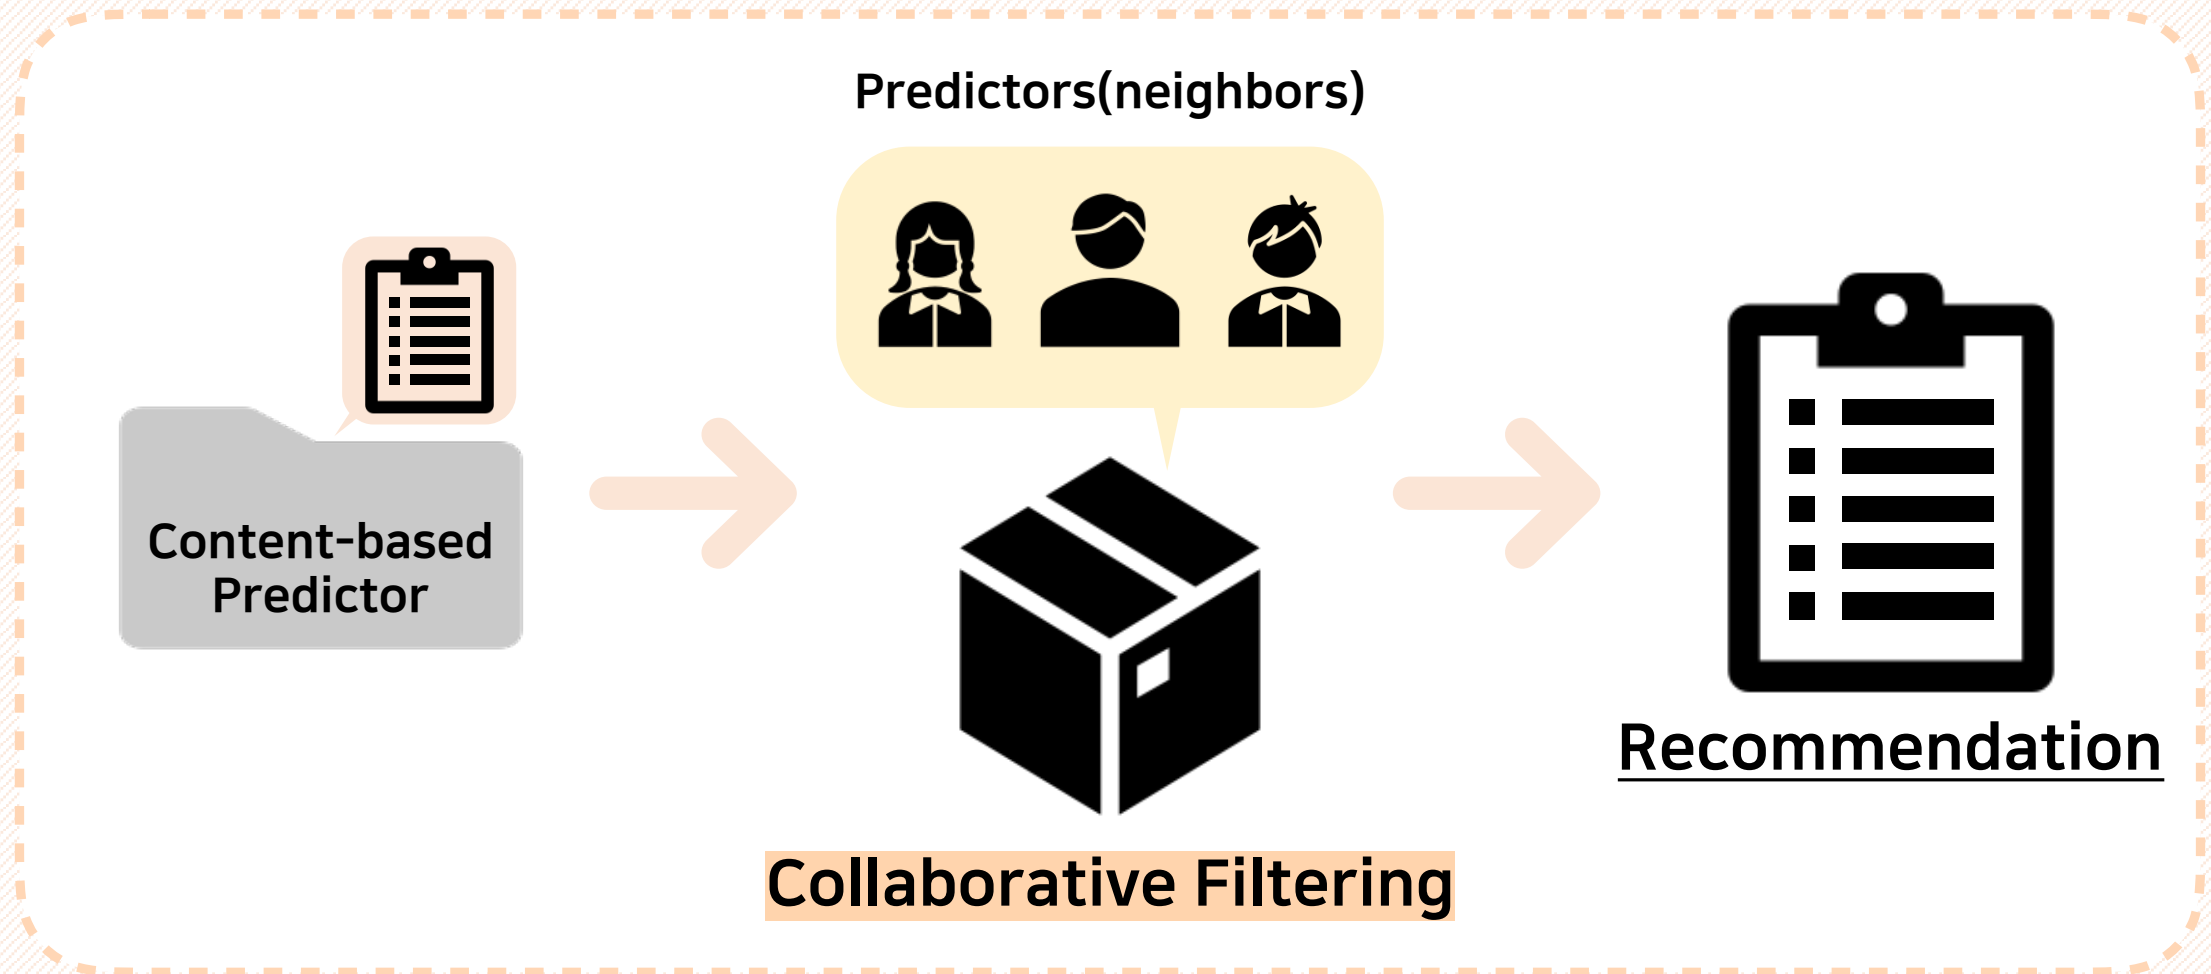 Predictors(neighbors)
Content-based
Predictor
Collaborative Filtering
Recommendation